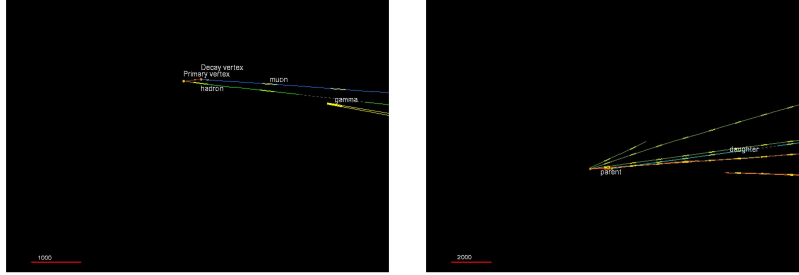 Decay vertex
Primary vertex
muon
hadron
gamma
1000
daughter
parent
2000